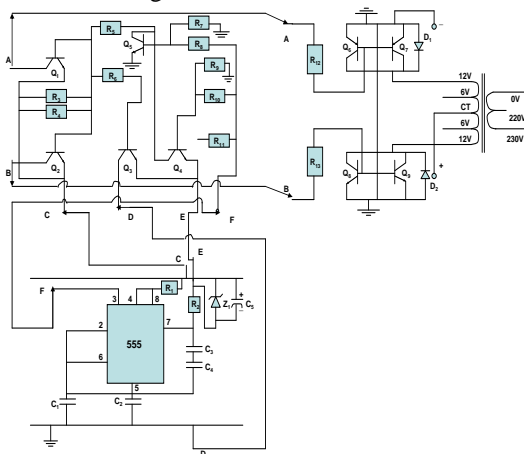 A
R5
Q1
R6
R3
R4
Q2
B
Q5
R7
R8
R9
R10
R11
Q3
Q4
C
D
E
F
A
B
R12
R13
Q6
Q7
D1
–
12V
6V
CT
6V
12V
0V
220V
230V
Q8
Q9
+
D2
E
C
F
R1
3
4
8
R2
Z1
+
–
C5
2
555
7
6
5
C3
C4
C1
C2
D